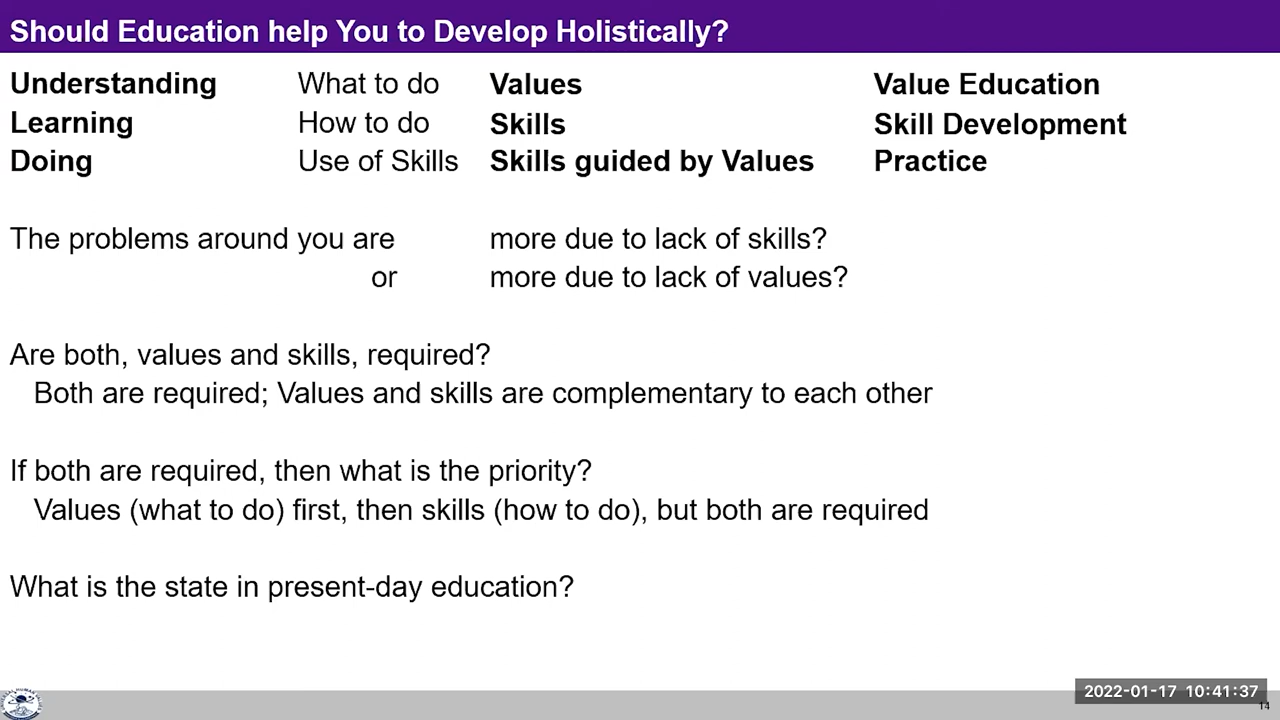 Should Education help You to Develop Holistically?
Understanding What to do Values Value Education
Learning How to do Skills Skill Development
Doing Use of Skills Skills guided by Values Practice
The problems around you are more due to lack of skills?
or more due to lack of values?
Are both, values and skills, required?
Both are required; Values and skills are complementary to each other
If both are required, then what is the priority?
Values (what to do) first, then skills (how to do), but both are required
What is the state in present-day education?
2022-01-17 10:41:37
14